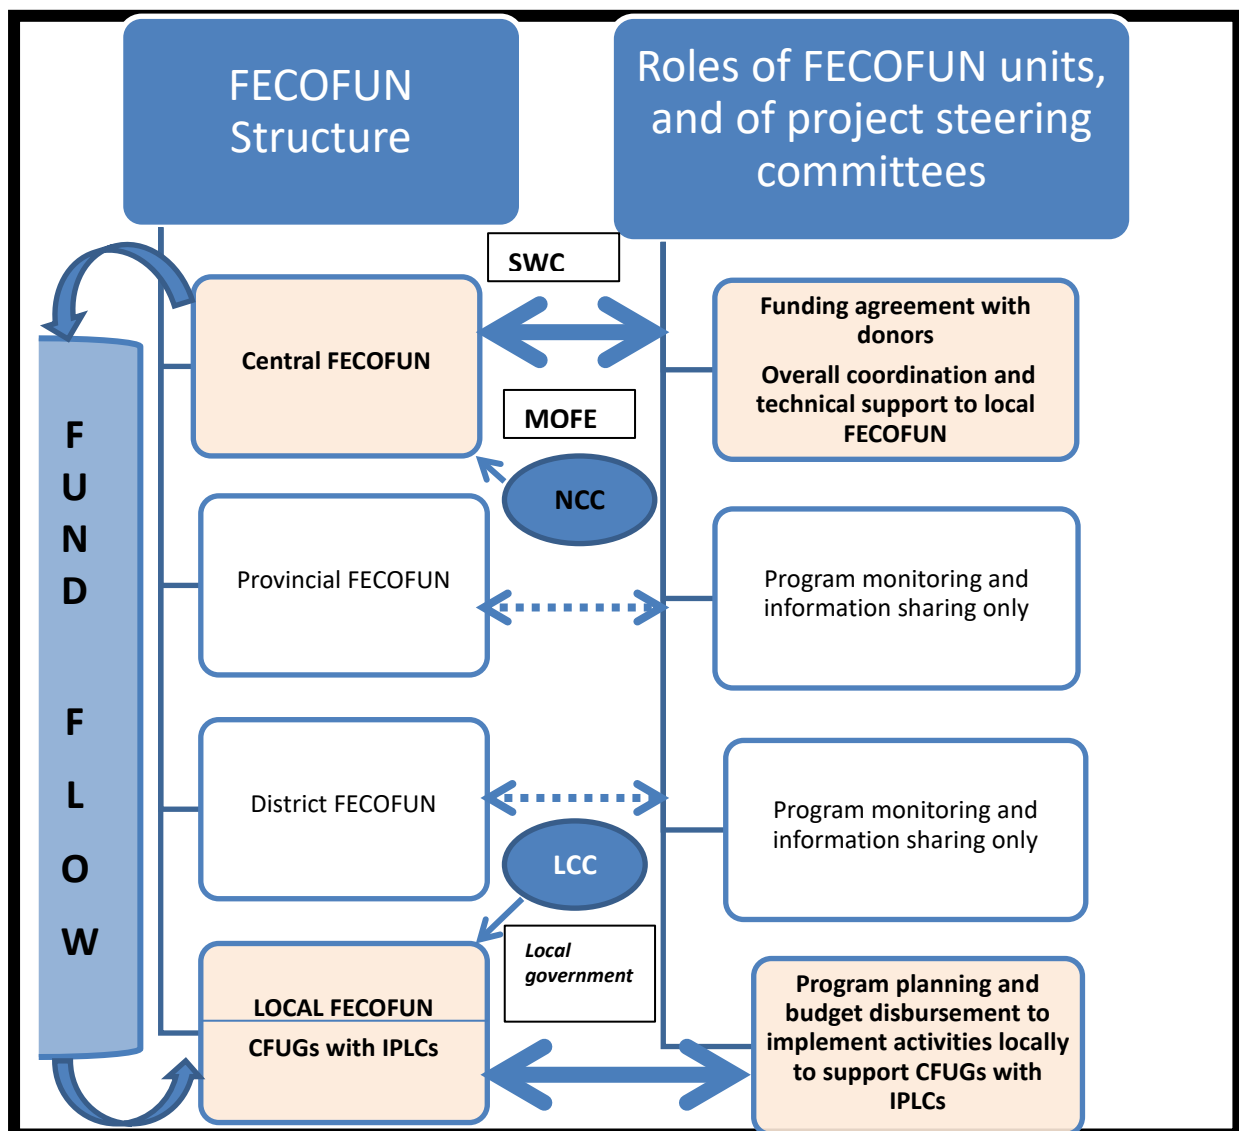 FECOFUN
Structure
Roles of FECOFUN units,
and of project steering
committees
SWC
Central FECOFUN
Funding agreement with
donors
Overall coordination and
technical support to local
FECOFUN
MOFE
NCC
Provincial FECOFUN
Program monitoring and
information sharing only
District FECOFUN
Program monitoring and
information sharing only
LCC
Local
government
LOCAL FECOFUN
CFUGs with IPLCs
Program planning and
budget disbursement to
implement activities locally
to support CFUGs with
IPLCs
F
U
N
D
F
L
O
W